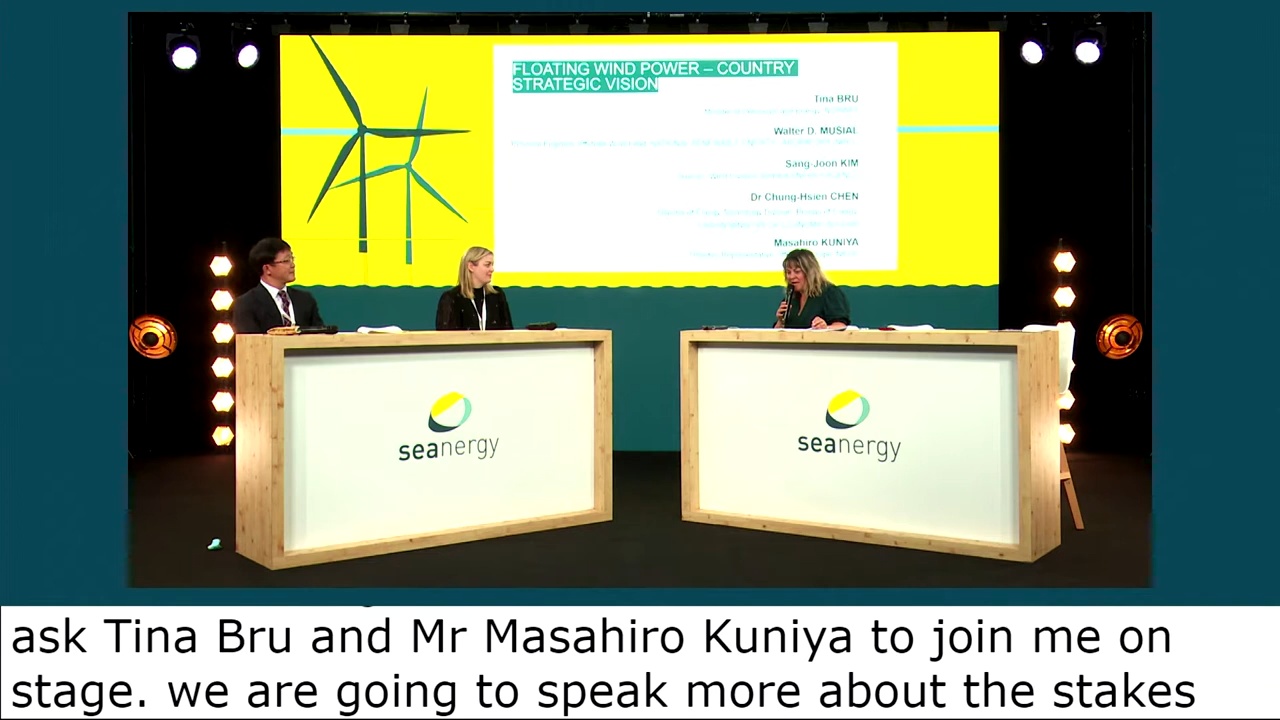 FLOATING WIND POWER – COUNTRY
STRATEGIC VISION
Tina BRU
Walter D. MUSIAL
Sang-Joon KIM
Dr Chung-Hsien CHEN
Masahiro KUNIYA
seanergy
seanergy
ask Tina Bru and Mr Masahiro Kuniya to join me on
stage. we are going to speak more about the stakes